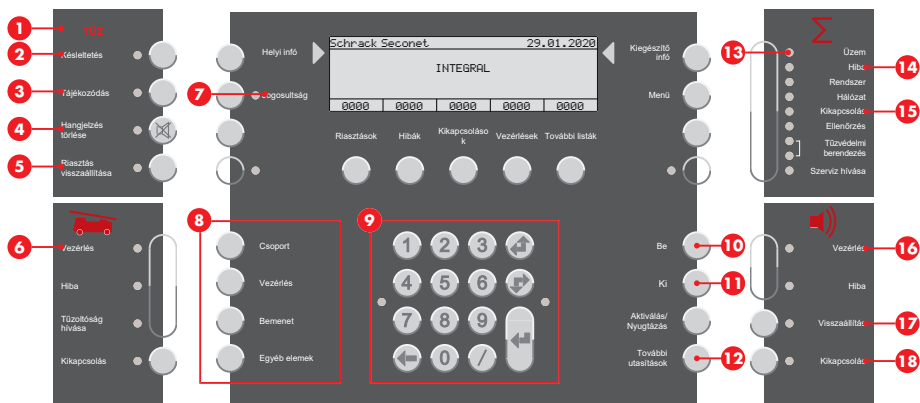 1 TŰZ
2 Késleltetés
3 Tájékozódás
4 Hangjelzés
törlése
5 Riasztás
visszaállítása
6 Vezérlés
Hiba
Tűzoltóság
hívása
Kikapcsolás
Helyi infó
7 Jogosultság
Schrack Seconet 29.01.2020
INTEGRAL
0000 0000 0000 0000 0000
Riasztások Hibák Kikapcsoláso
k Vezérlések További listák
Kiegészítő
infó
Menü
8
Csoport
Vezérlés
Bemenet
Egyéb elemek
9
1 2 3
4 5 6
7 8 9
0 /
Be 10
Ki 11
Aktiválás/
Nyugtázás
További
utasítások 12
13 Üzem
Hiba 14
Rendszer
Hálózat
Kikapcsolás 15
Ellenőrzés
Tűzvédelmi
berendezés
Szerviz hívása
Vezérlés 16
Hiba
Visszaállítás 17
Kikapcsolás 18